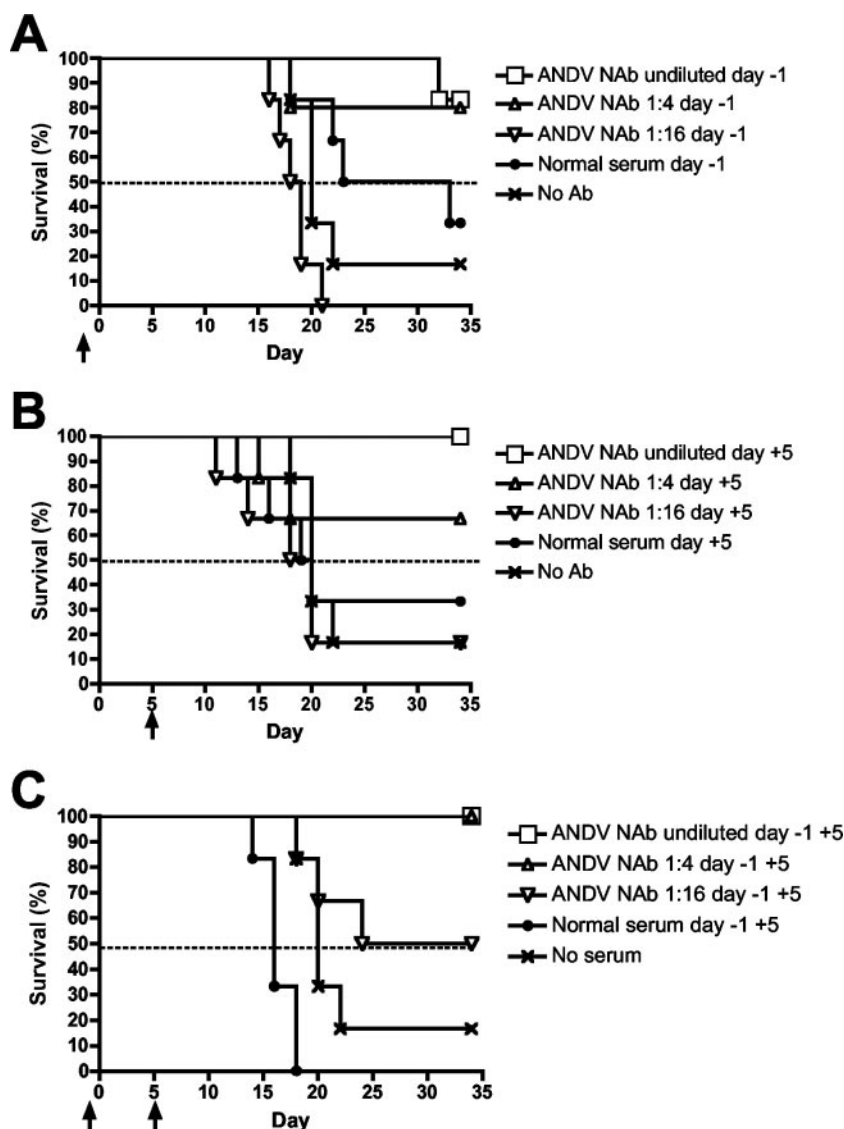 A
100
90
80
70
60
50
40
30
20
10
0
Survival (%)
0 5 10 15 20 25 30 35
Day
ANDV NAb undiluted day -1
ANDV NAb 1:4 day -1
ANDV NAb 1:16 day -1
Normal serum day -1
No Ab
B
100
90
80
70
60
50
40
30
20
10
0
Survival (%)
0 5 10 15 20 25 30 35
Day
ANDV NAb undiluted day +5
ANDV NAb 1:4 day +5
ANDV NAb 1:16 day +5
Normal serum day +5
No Ab
C
100
90
80
70
60
50
40
30
20
10
0
Survival (%)
0 5 10 15 20 25 30 35
Day
ANDV NAb undiluted day -1 +5
ANDV NAb 1:4 day -1 +5
ANDV NAb 1:16 day -1 +5
Normal serum day -1 +5
No serum